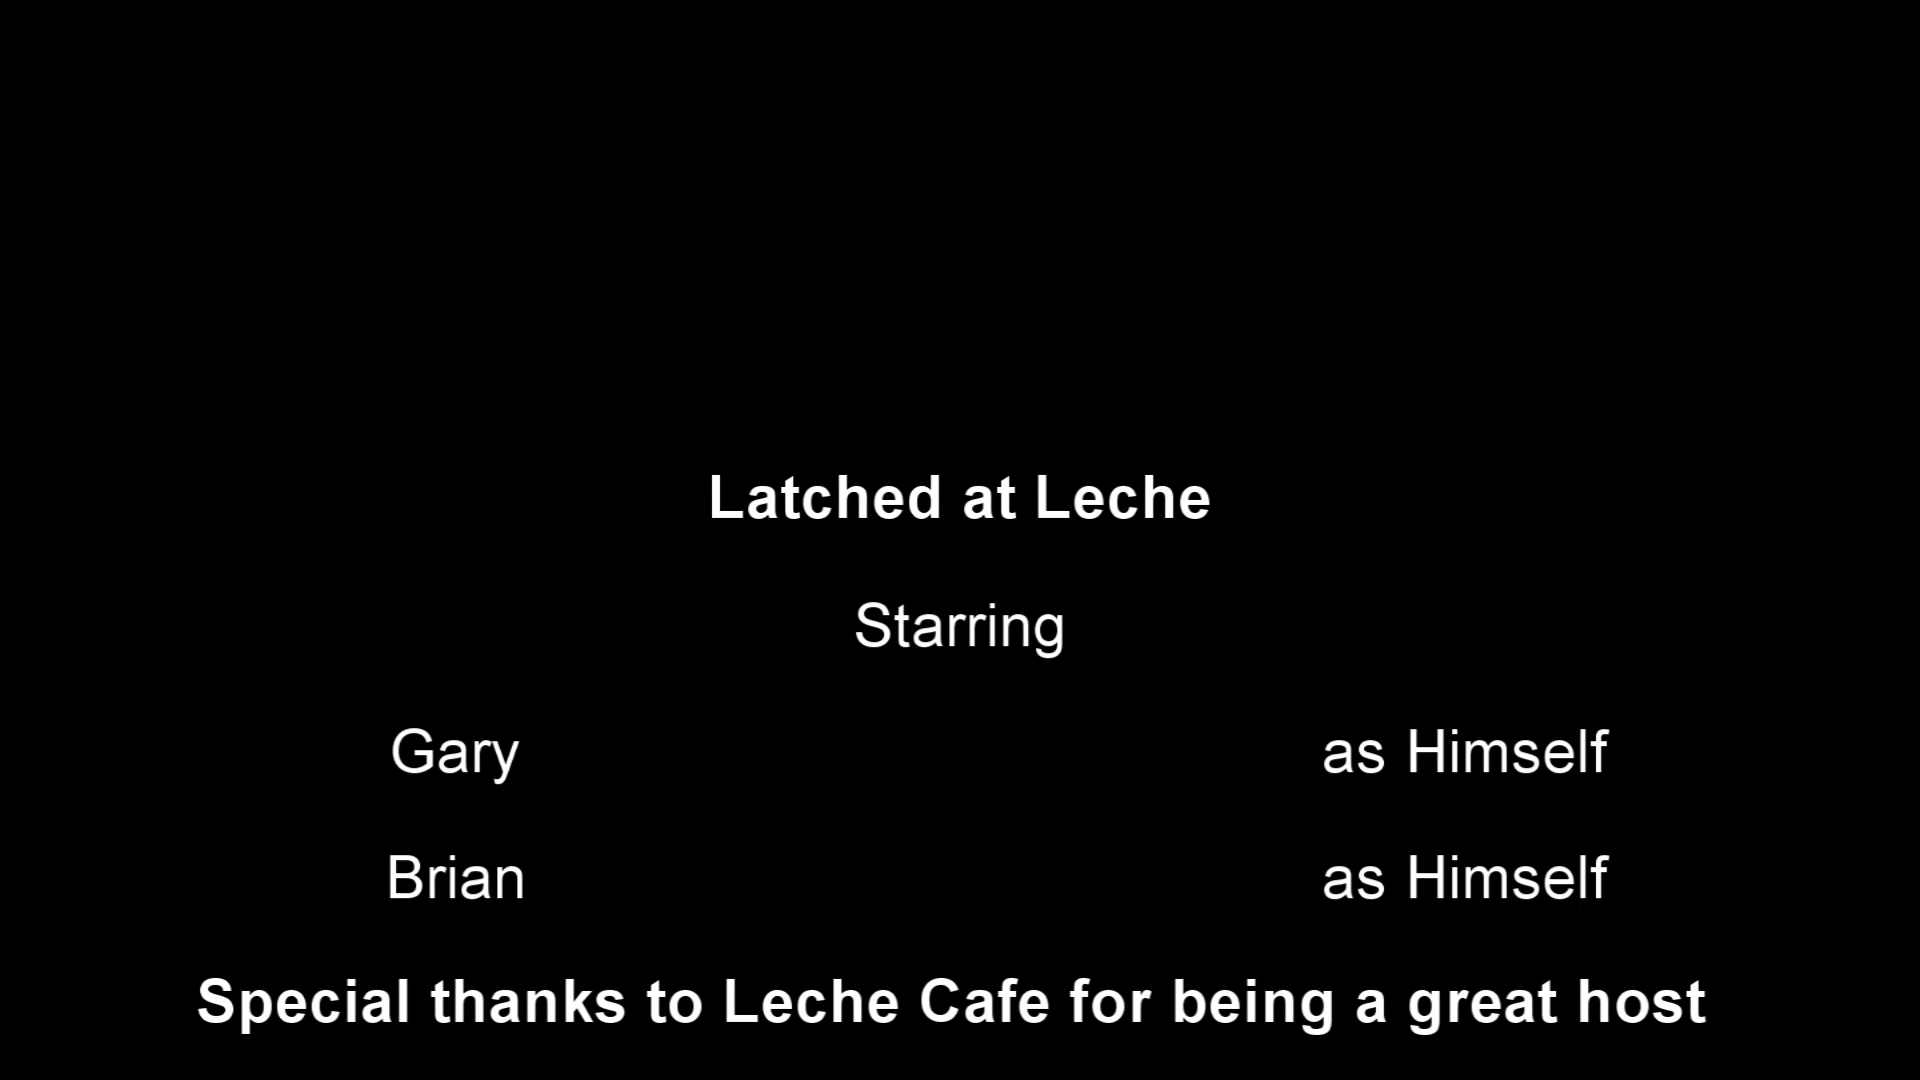 Latched at Leche
Starring
Gary as Himself
Brian as Himself
Special thanks to Leche Cafe for being a great host